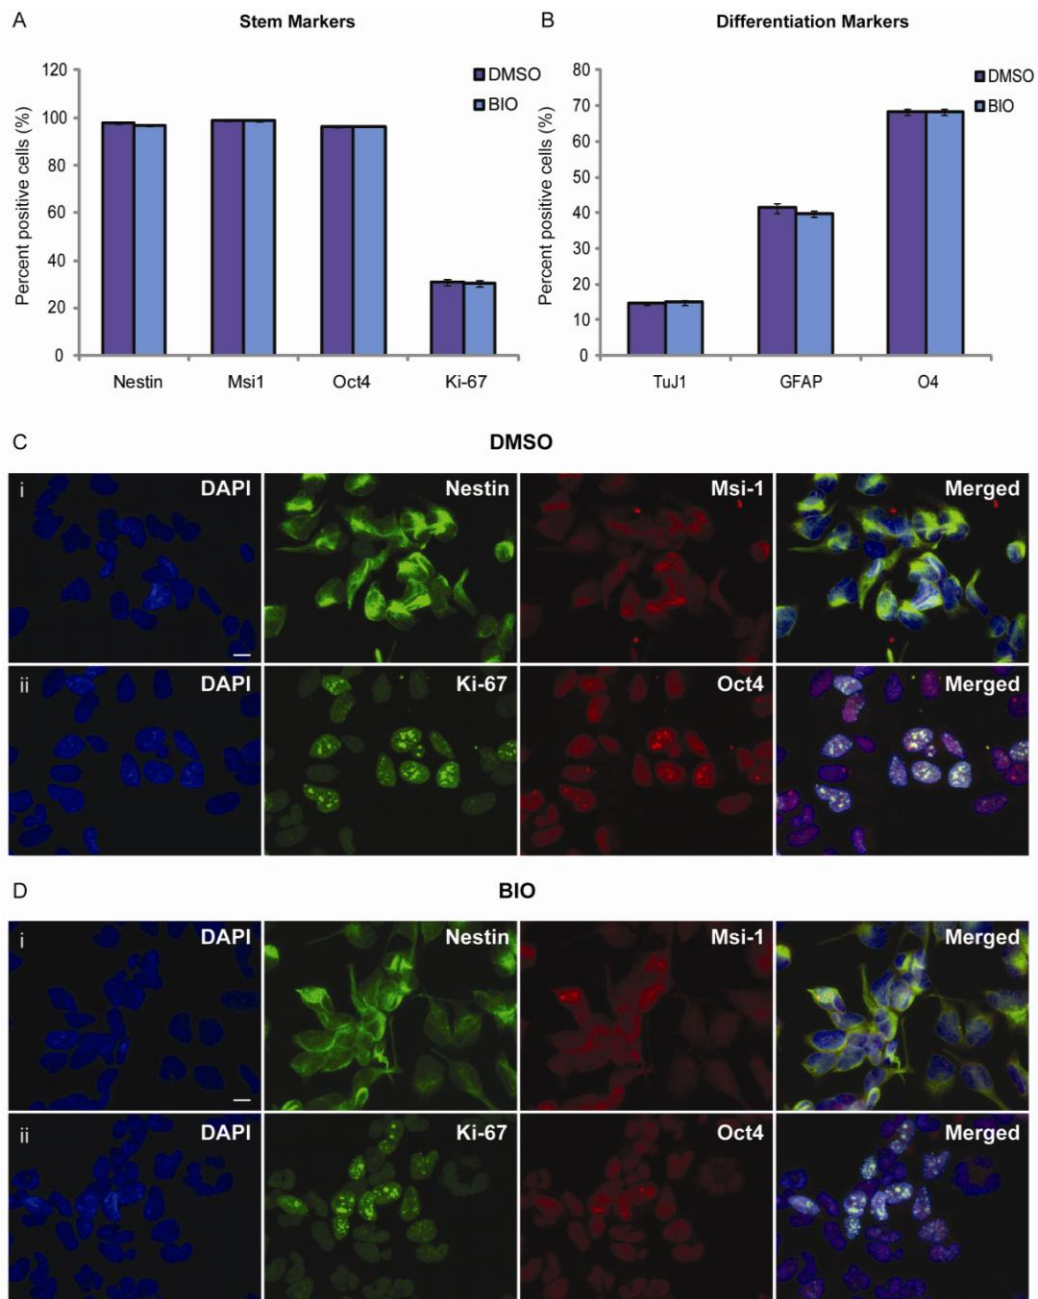 A
Stem Markers
Percent positive cells (%)
120
100
80
60
40
20
0
DMSO
BIO
Nestin Msi1 Oct4 Ki-67
B
Differentiation Markers
Percent positive cells (%)
80
70
60
50
40
30
20
10
0
DMSO
BIO
TuJ1 GFAP O4
C DMSO
i DAPI Nestin Msi-1 Merged
ii DAPI Ki-67 Oct4 Merged
D BIO
i DAPI Nestin Msi-1 Merged
ii DAPI Ki-67 Oct4 Merged